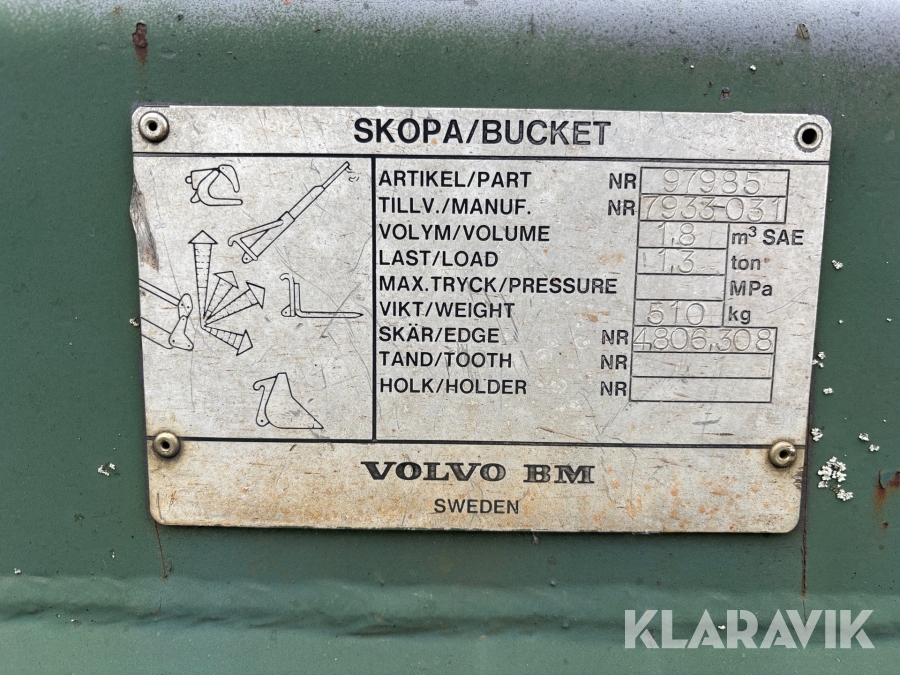 SKOPA/BUCKET
ARTIKEL/PART NR 97985
TILLV./MANUF. NR 7933-031
VOLYM/VOLUME 1,8 m³ SAE
LAST/LOAD 1,3 ton
MAX.TRYCK/PRESSURE MPa
VIKT/WEIGHT 510 kg
SKÄR/EDGE NR 4806,308
TAND/TOOTH NR
HOLK/HOLDER NR
VOLVO BM
SWEDEN
KLARAVIK